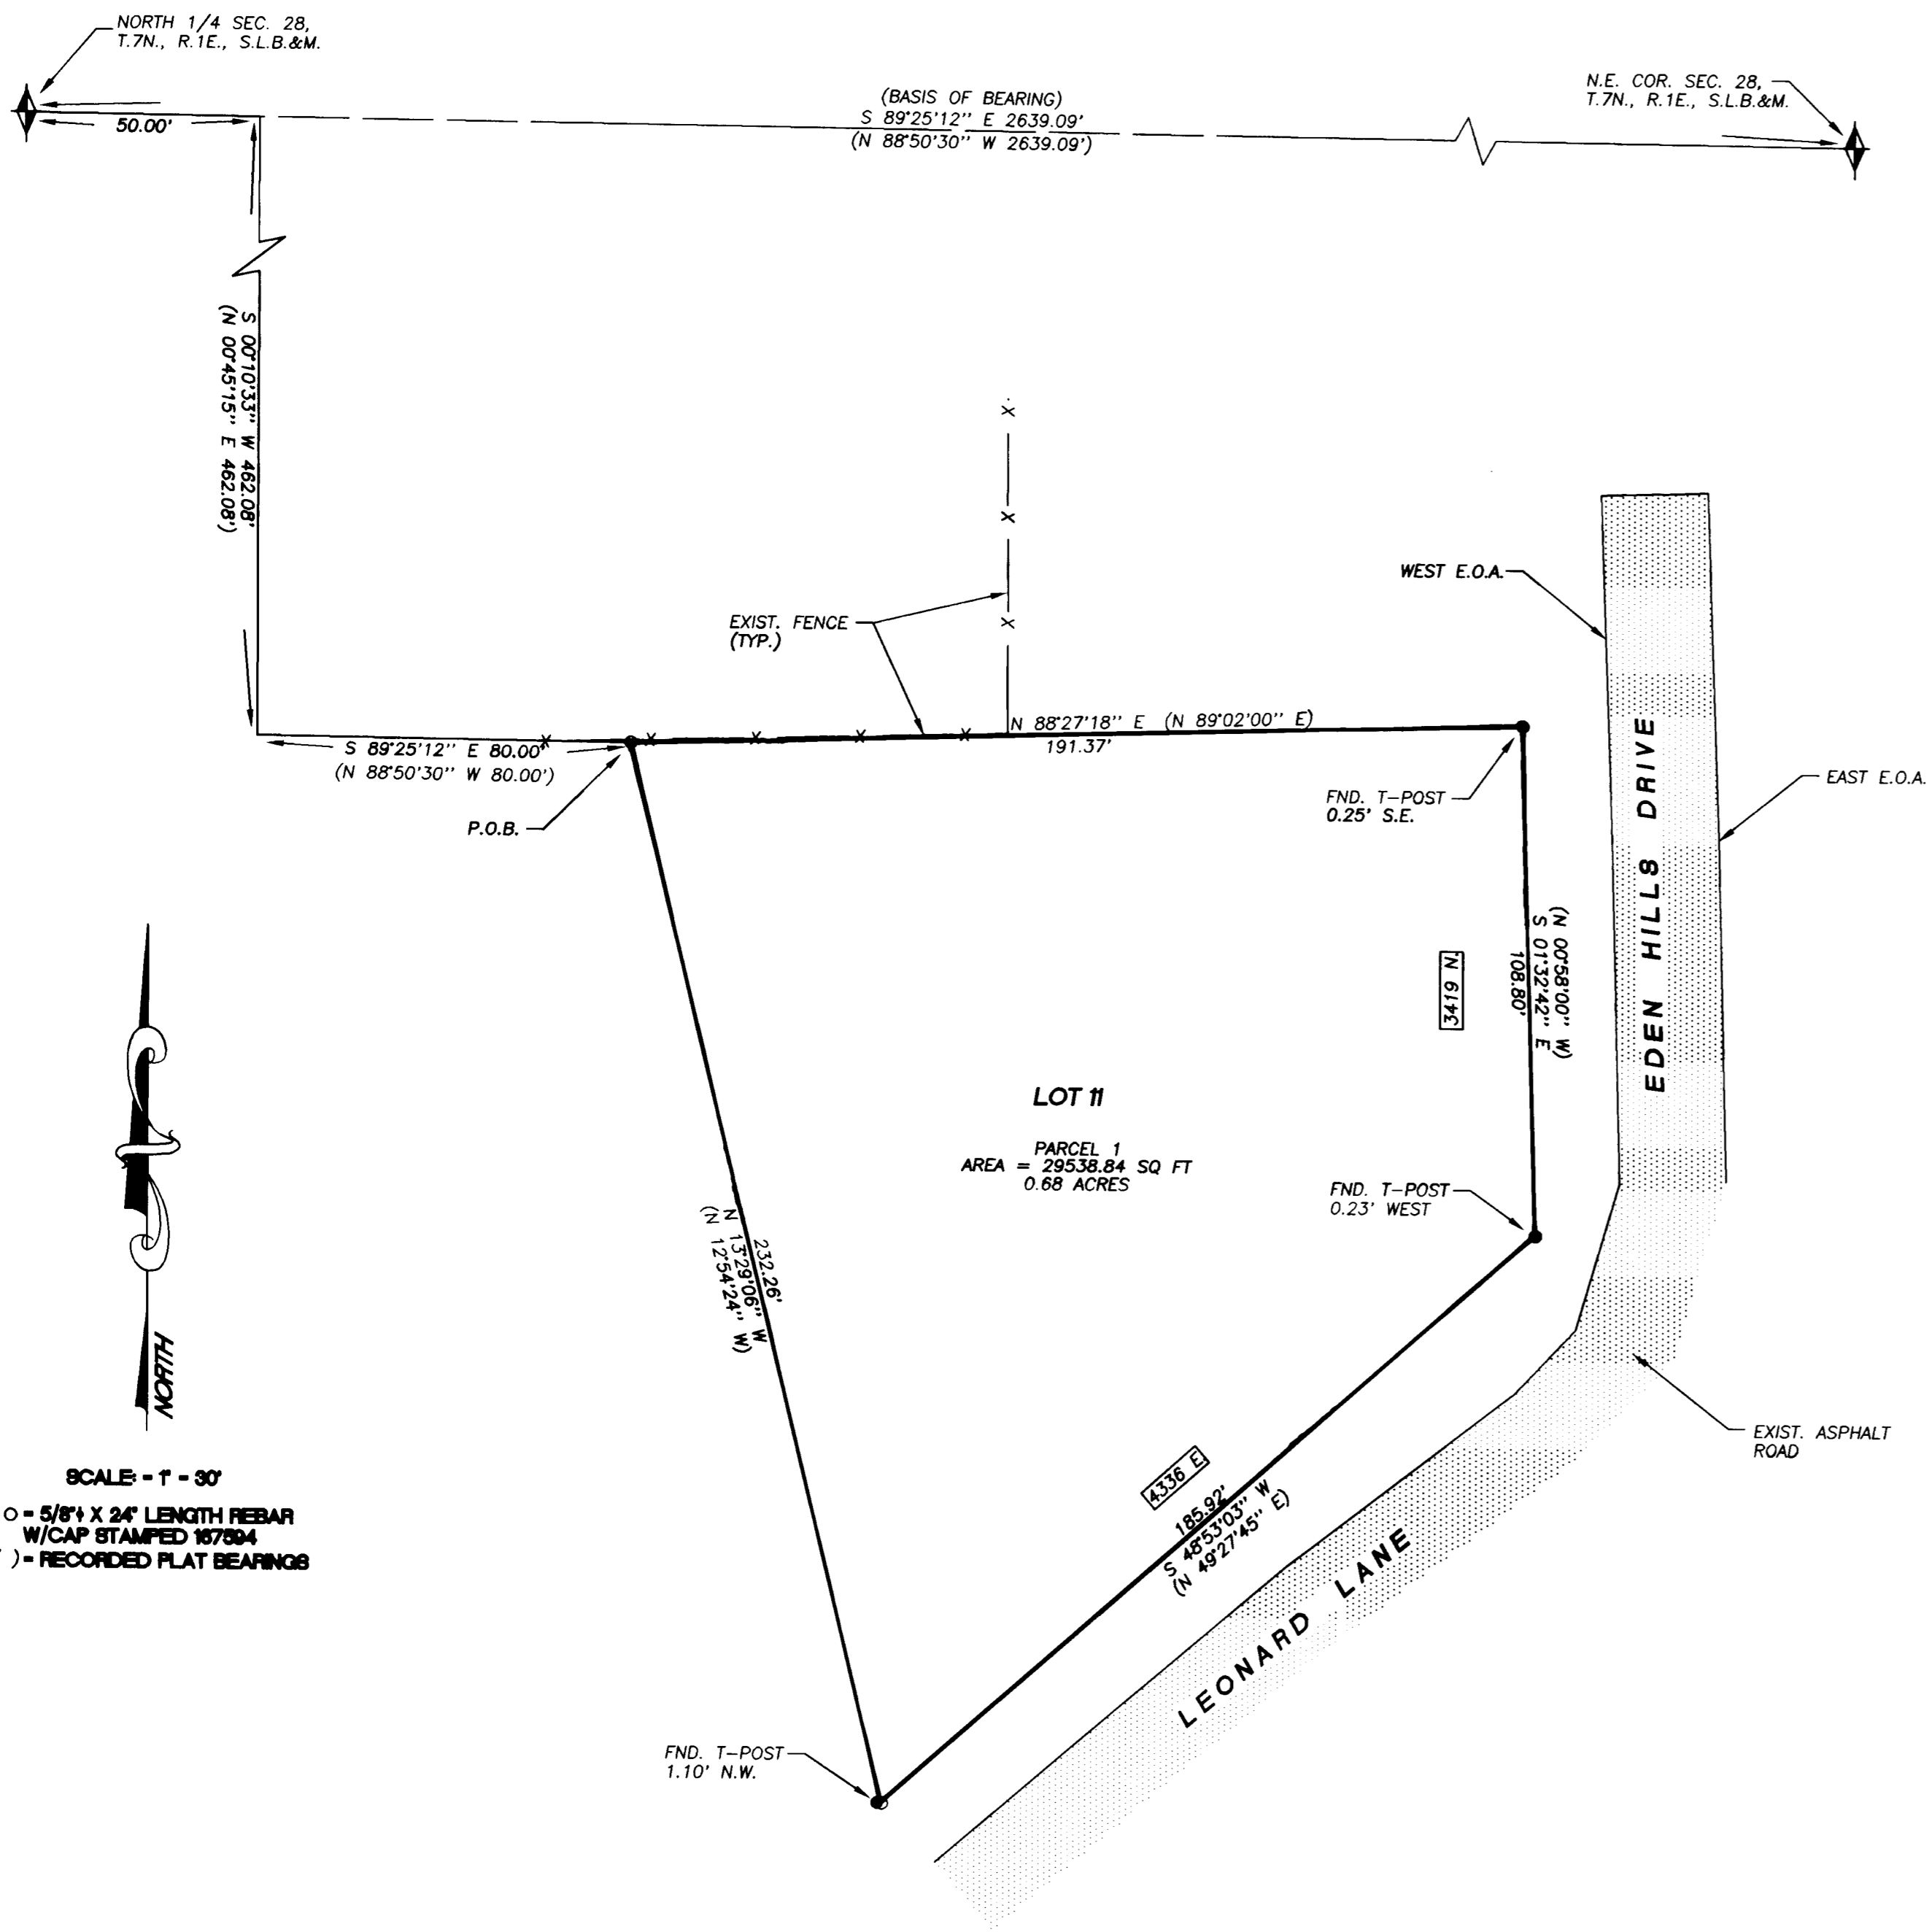 NORTH 1/4 SEC. 28,
T.7N., R.1E., S.L.B.&M.
N.E. COR. SEC. 28,
T.7N., R.1E., S.L.B.&M.
(BASIS OF BEARING)
S 89°25'12'' E 2639.09'
(N 88°50'30'' W 2639.09')
50.00'
S 00°10'33'' W 462.08'
(N 00°45'15'' E 462.08')
WEST E.O.A.
EXIST. FENCE
(TYP.)
X
X
X
N 88°27'18'' E (N 89°02'00'' E)
191.37'
X X X X X
S 89°25'12'' E 80.00'
(N 88°50'30'' W 80.00')
P.O.B.
FND. T-POST
0.25' S.E.
EAST E.O.A.
EDEN HILLS DRIVE
(N 00°58'00'' W)
S 01°32'42'' E
108.80'
3419 N.
LOT 11
PARCEL 1
AREA = 29538.84 SQ FT
0.68 ACRES
FND. T-POST
0.23' WEST
232.26'
N 13°29'06'' W
(N 12°54'24'' W)
NORTH
EXIST. ASPHALT
ROAD
4336 E
185.92'
S 48°53'03'' W
(N 49°27'45'' E)
LEONARD LANE
SCALE: - 1" - 30'
O = 5/8"ϕ X 24" LENGTH REBAR
W/CAP STAMPED 167594
) = RECORDED PLAT BEARINGS
FND. T-POST
1.10' N.W.